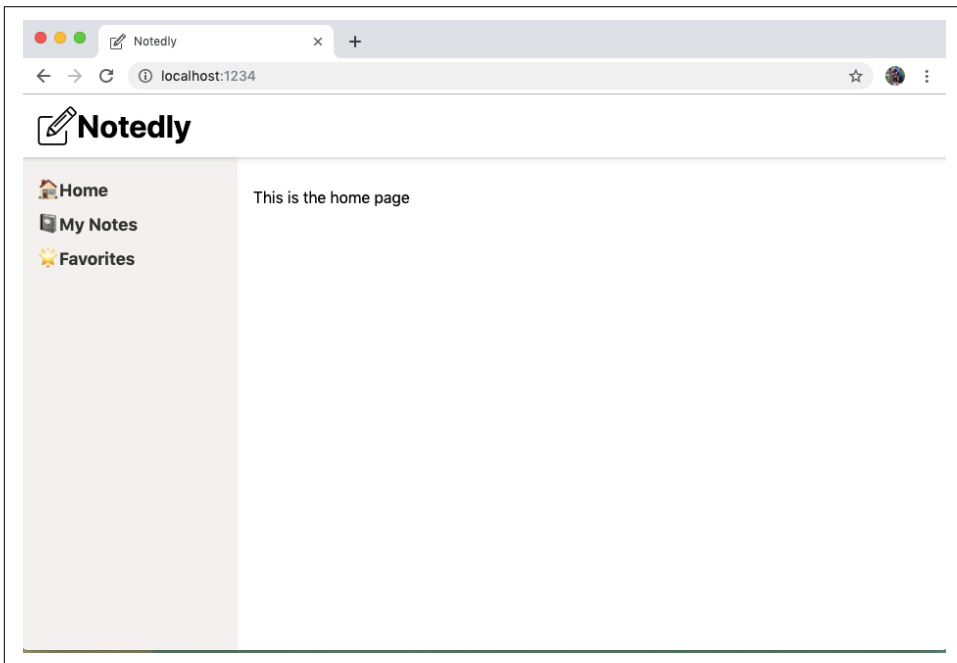 Notedly
localhost:1234
Notedly
🏠Home
📓My Notes
🌟Favorites
This is the home page